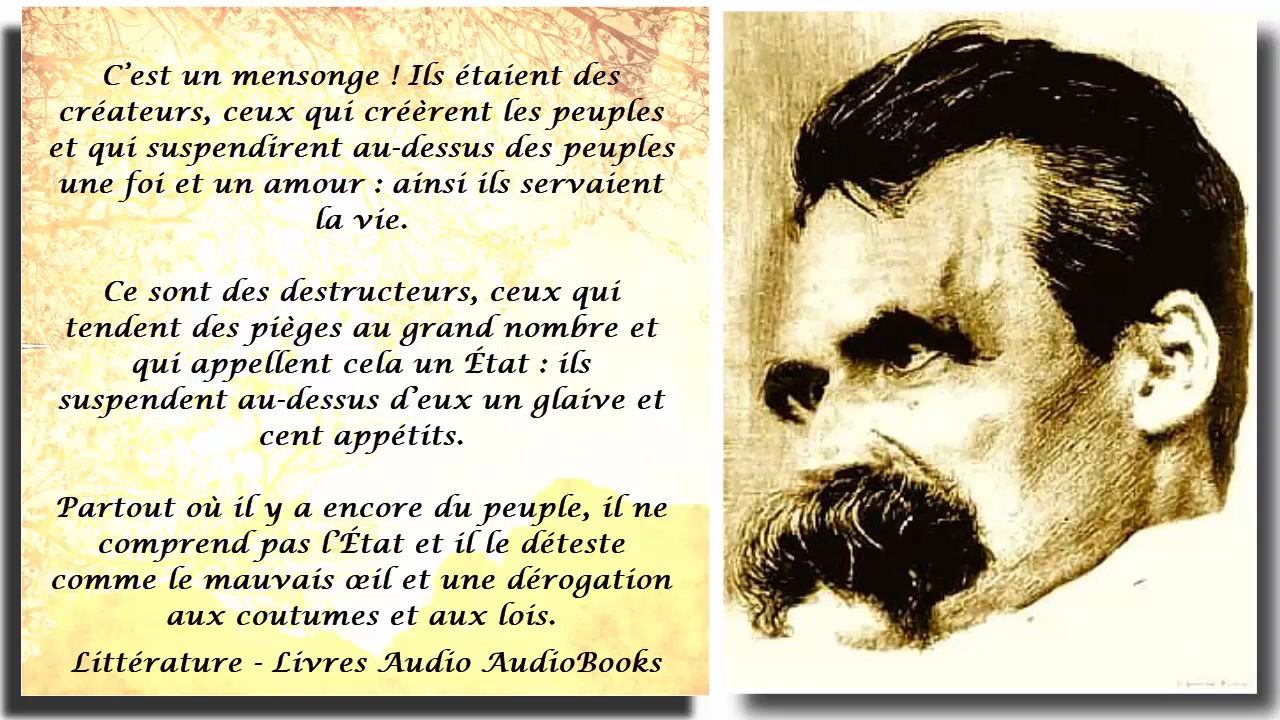 C’est un mensonge ! Ils étaient des
créateurs, ceux qui créèrent les peuples
et qui suspendirent au-dessus des peuples
une foi et un amour : ainsi ils servaient
la vie.
Ce sont des destructeurs, ceux qui
tendent des pièges au grand nombre et
qui appellent cela un État : ils
suspendent au-dessus d’eux un glaive et
cent appétits.
Partout où il y a encore du peuple, il ne
comprend pas l’État et il le déteste
comme le mauvais œil et une dérogation
aux coutumes et aux lois.
Littérature - Livres Audio AudioBooks